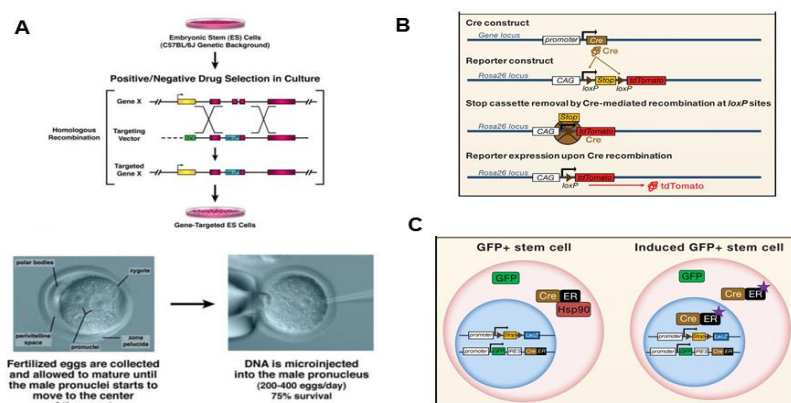 A
Embryonic Stem (ES) Cells
(C57BL/6J Genetic Background)
Positive/Negative Drug Selection in Culture
Gene X
Homologous
Recombination
Targeting
Vector
Targeted
Gene X
Gene-Targeted ES Cells
polar bodies
zygote
perivitelline
space
pronuclei
zona
pelucida
Fertilized eggs are collected
and allowed to mature until
the male pronuclei starts to
move to the center
DNA is microinjected
into the male pronucleus
(200-400 eggs/day)
75% survival
B
Cre construct
Gene locus
promoter
Cre
Cre
Reporter construct
Rosa26 locus
CAG
Stop
tdTomato
loxP
loxP
Stop cassette removal by Cre-mediated recombination at loxP sites
Stop
Rosa26 locus
CAG
tdTomato
Cre
Reporter expression upon Cre recombination
Rosa26 locus
CAG
tdTomato
loxP
tdTomato
C
GFP+ stem cell
GFP
Cre ER
Hsp90
promoter Stop LacZ
promoter GFP IRES Cre ER
Induced GFP+ stem cell
GFP
Cre ER
Cre ER
promoter Stop LacZ
promoter GFP IRES Cre ER